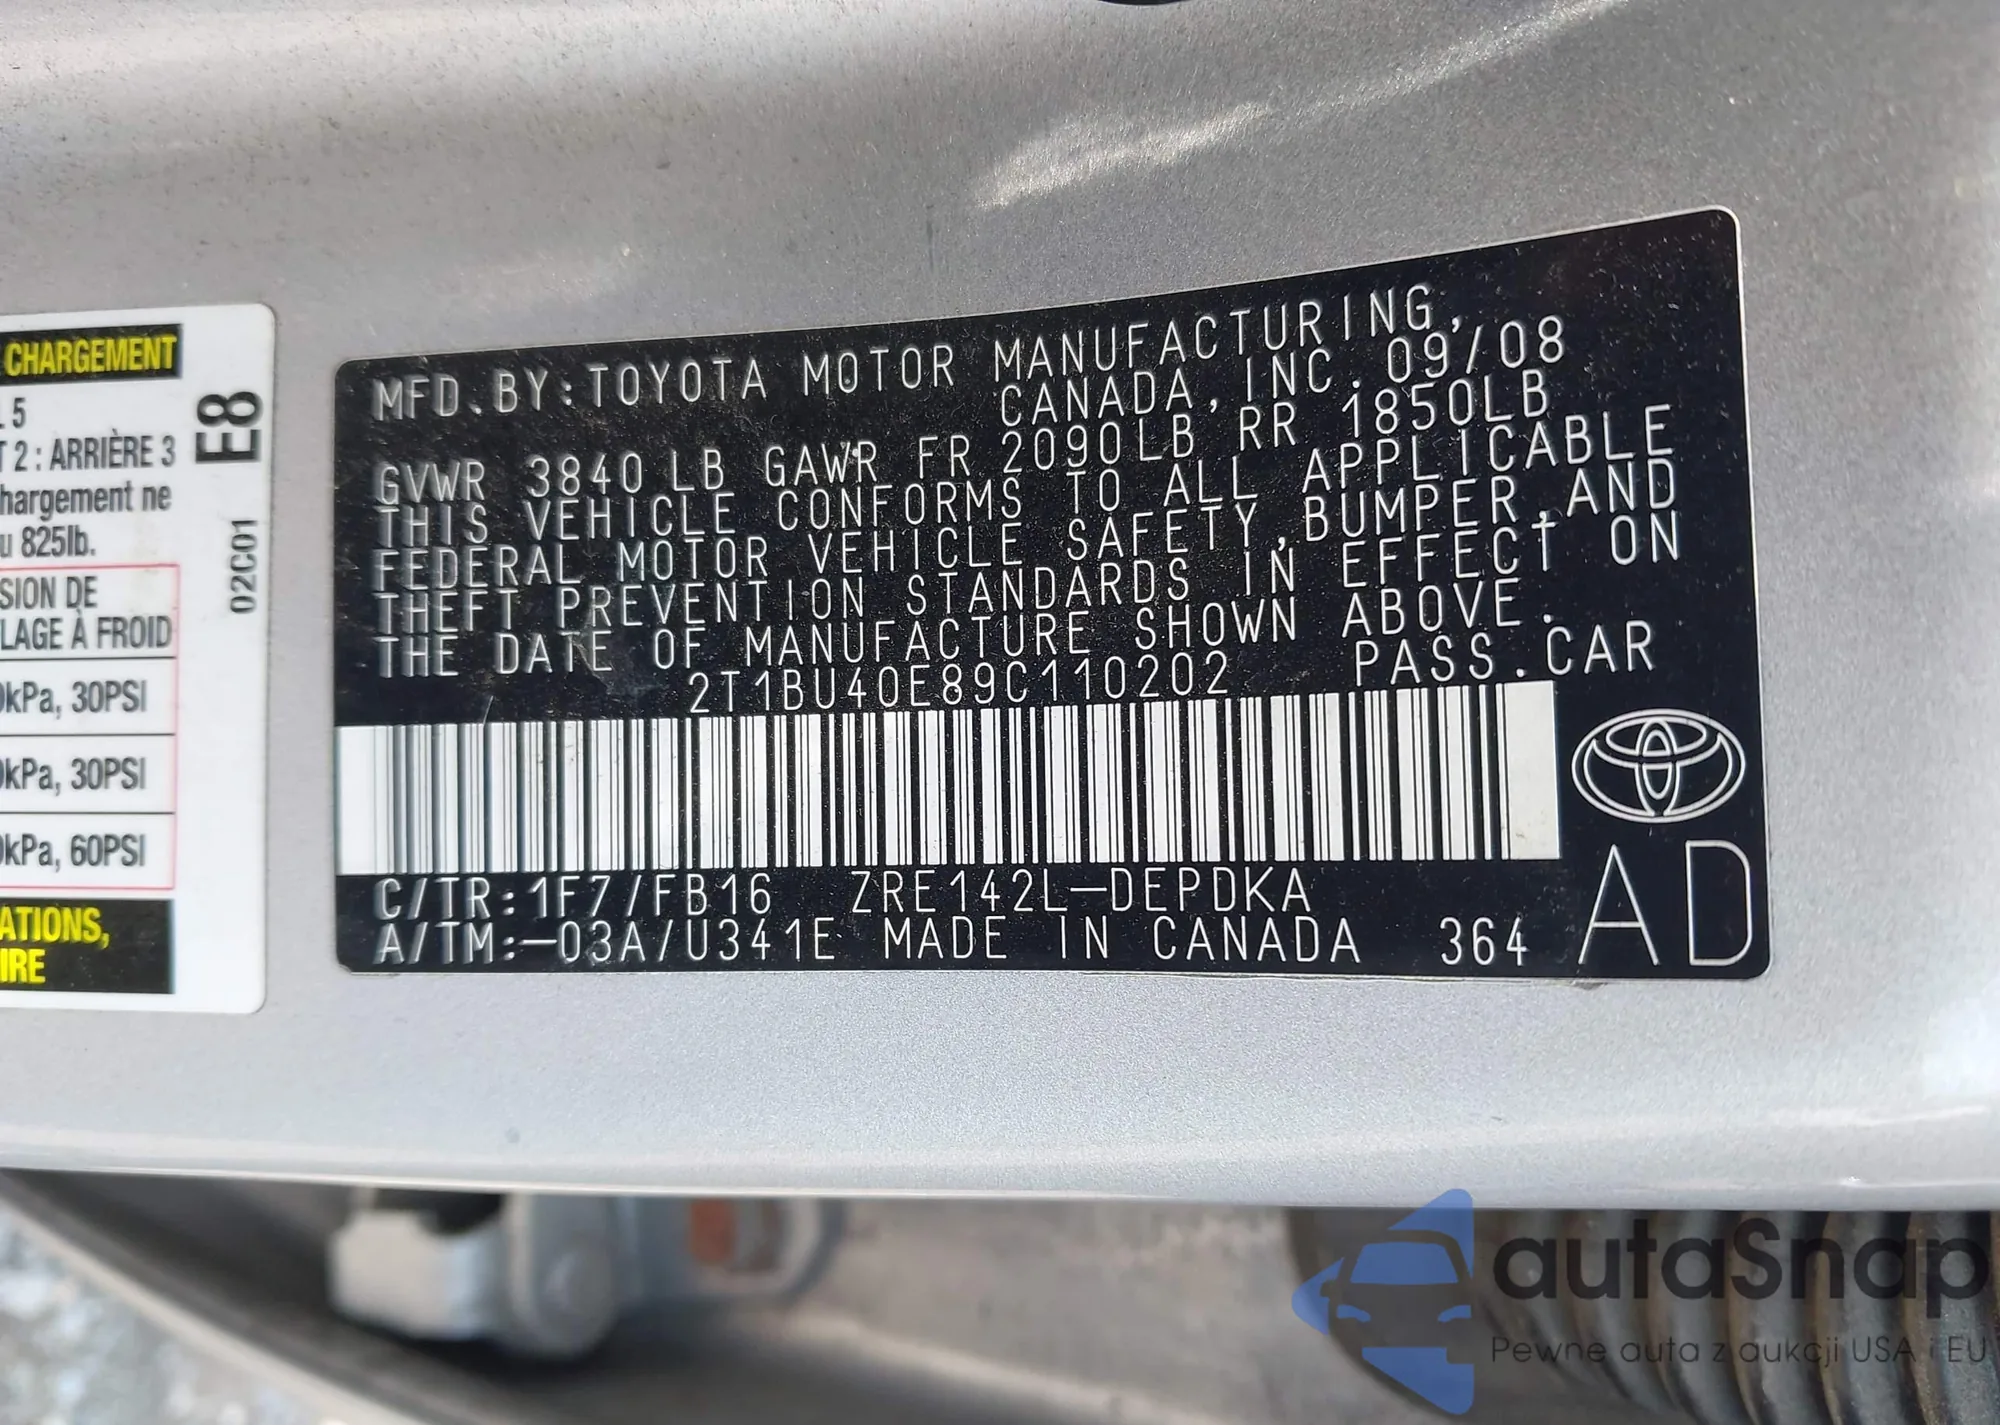 CHARGEMENT
L 5
T 2 : ARRIÈRE 3
hargement ne
u 825lb.
SION DE
LAGE À FROID
0kPa, 30PSI
0kPa, 30PSI
0kPa, 60PSI
ATIONS,
IRE
E8
02C01
MFD.BY:TOYOTA MOTOR MANUFACTURING,
CANADA, INC. 09/08
GVWR 3840 LB GAWR FR 2090LB RR 1850LB
THIS VEHICLE CONFORMS TO ALL APPLICABLE
FEDERAL MOTOR VEHICLE SAFETY,BUMPER,AND
THEFT PREVENTION STANDARDS IN EFFECT ON
THE DATE OF MANUFACTURE SHOWN ABOVE.
2T1BU40E89C110202 PASS.CAR
C/TR:1F7/FB16 ZRE142L-DEPDKA
A/TM:-03A/U341E MADE IN CANADA 364
AD
autaSnap
Pewne auta z aukcji USA i EU